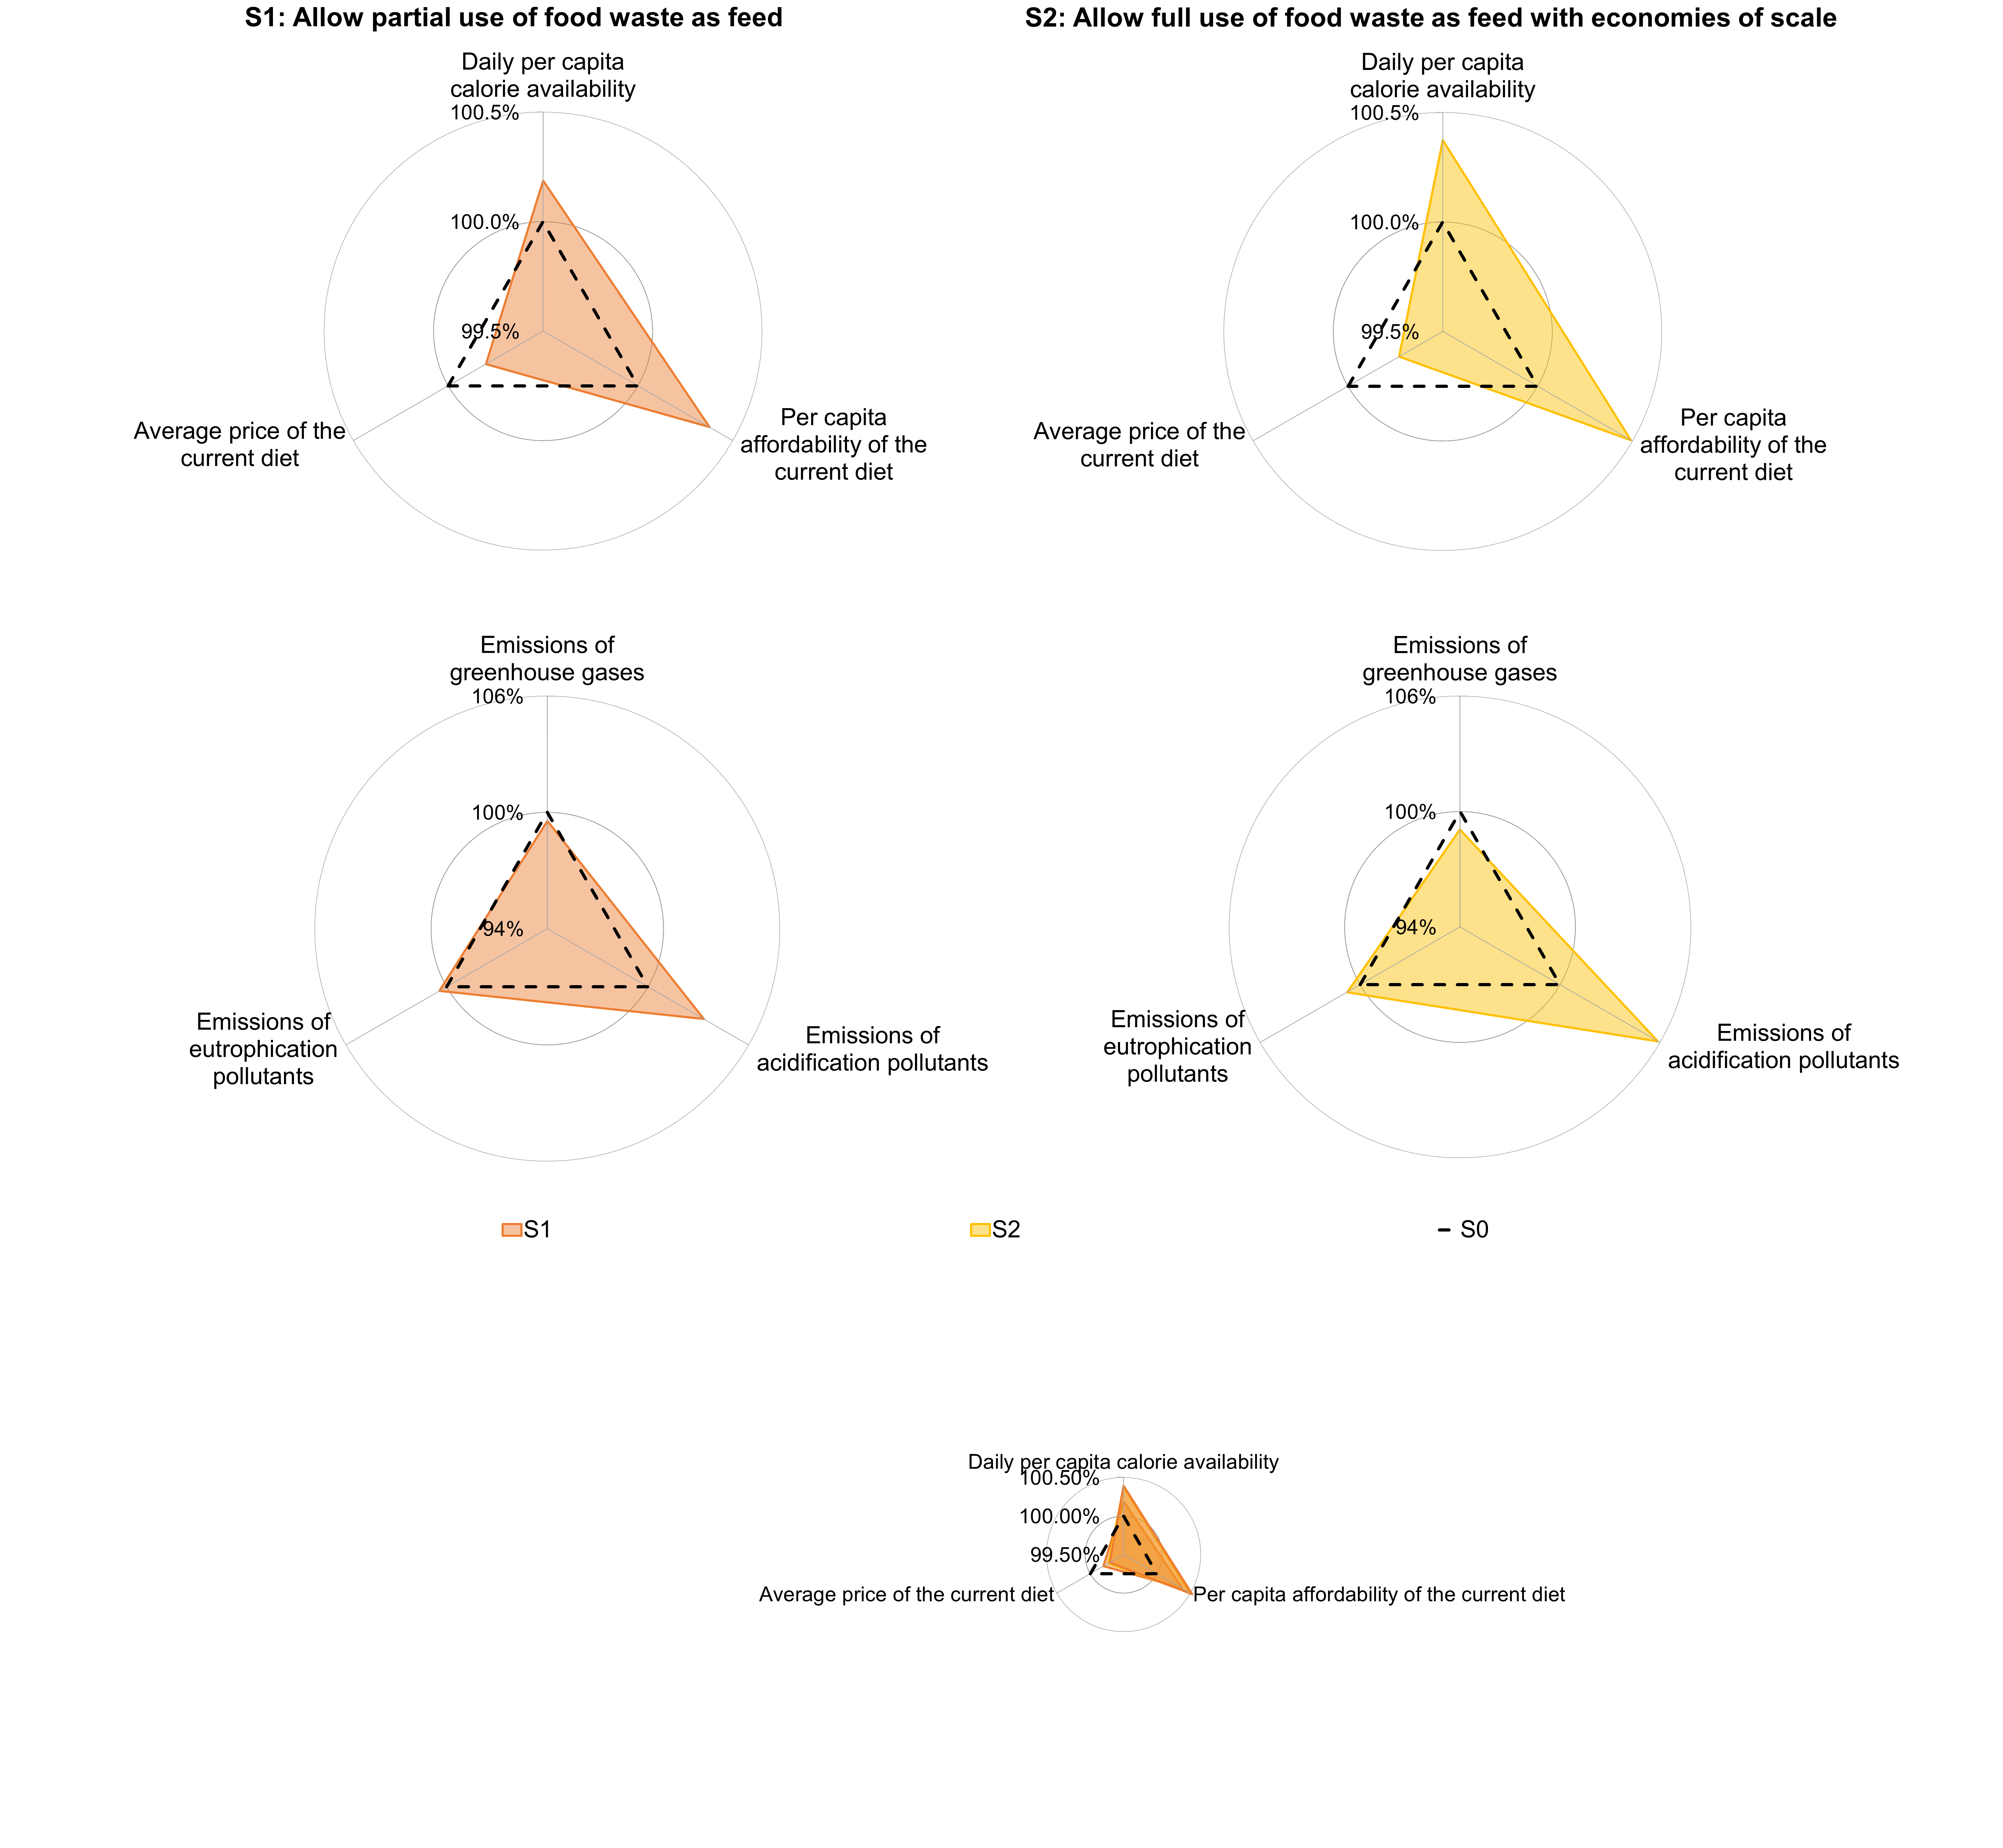 S1: Allow partial use of food waste as feed
S2: Allow full use of food waste as feed with economies of scale
Daily per capita
calorie availability
100.5%
100.0%
99.5%
Average price of the
current diet
Per capita
affordability of the
current diet
Daily per capita
calorie availability
100.5%
100.0%
99.5%
Average price of the
current diet
Per capita
affordability of the
current diet
Emissions of
greenhouse gases
106%
100%
94%
Emissions of
eutrophication
pollutants
Emissions of
acidification pollutants
Emissions of
greenhouse gases
106%
100%
94%
Emissions of
eutrophication
pollutants
Emissions of
acidification pollutants
S1
S2
S0
Daily per capita calorie availability
100.50%
100.00%
99.50%
Average price of the current diet
Per capita affordability of the current diet